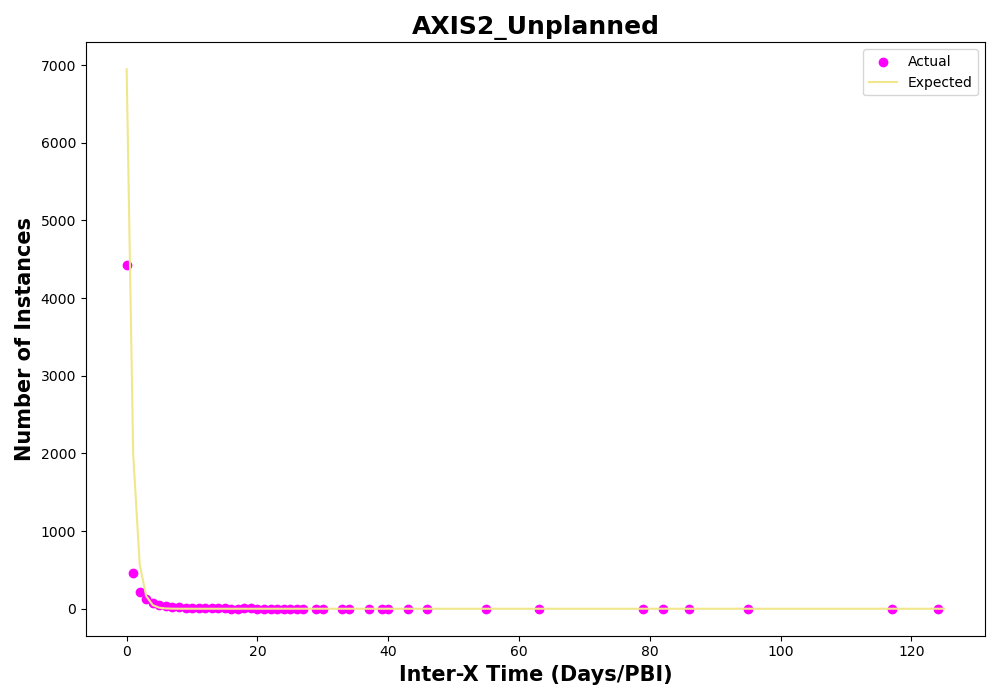 AXIS2_Unplanned
Actual
Expected
Number of Instances
7000
6000
5000
4000
3000
2000
1000
0
0 20 40 60 80 100 120
Inter-X Time (Days/PBI)